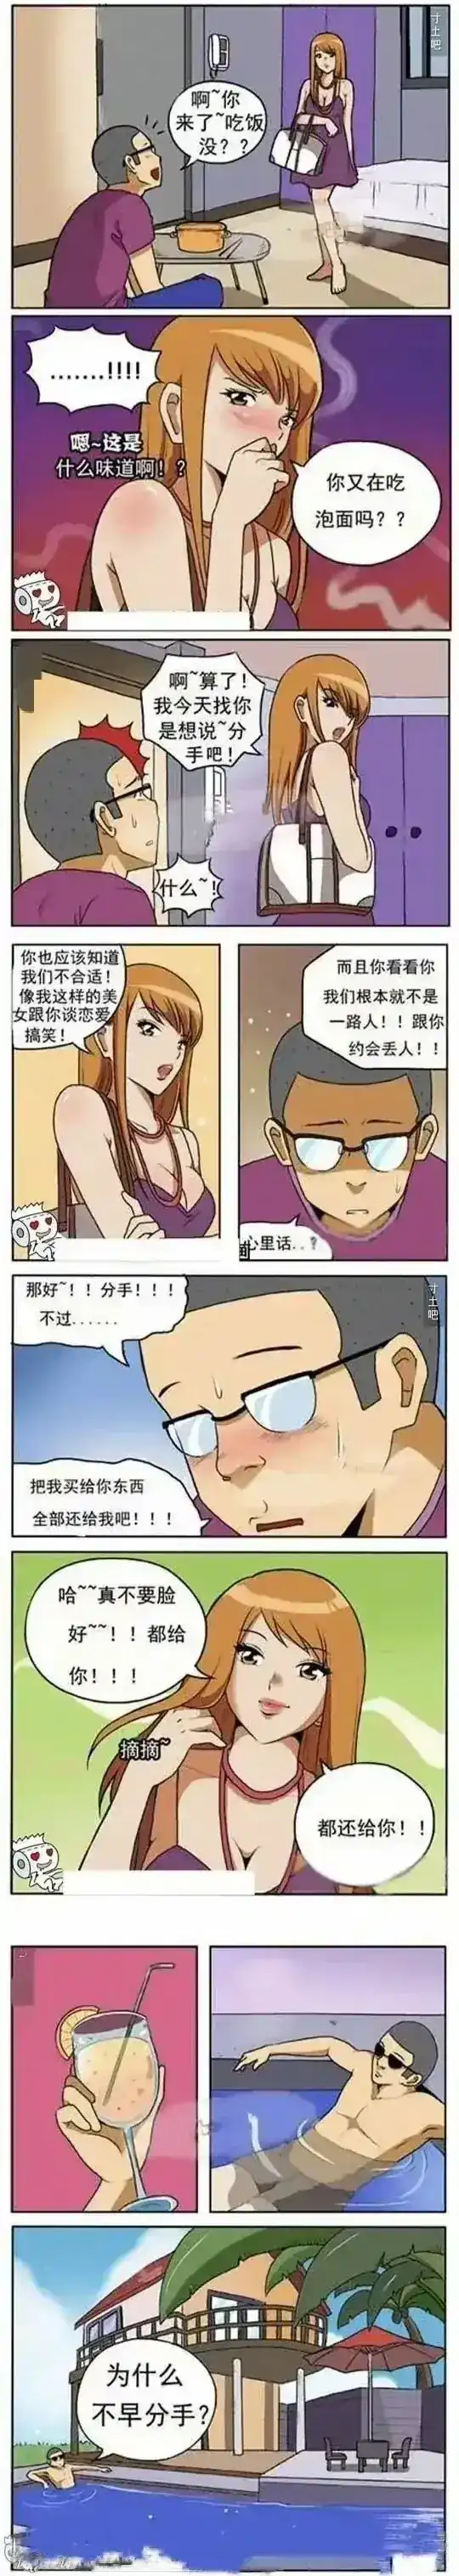 寸土吧
啊~你
来了~吃饭
没？？
.......!!!!
嗯~这是
什么味道啊！？
你又在吃
泡面吗？？
啊~算了！
我今天找你
是想说~分
手吧！
什么~！
你也应该知道
我们不合适！
像我这样的美
女跟你谈恋爱
搞笑！
而且你看看你
我们根本就不是
一路人！！跟你
约会丢人！！
心里话..？
寸土吧
那好~！！分手！！！
不过......
把我买给你东西
全部还给我吧！！！
哈~~真不要脸
好~~！！都给
你！！！
摘摘~
都还给你！！
为什么
不早分手？